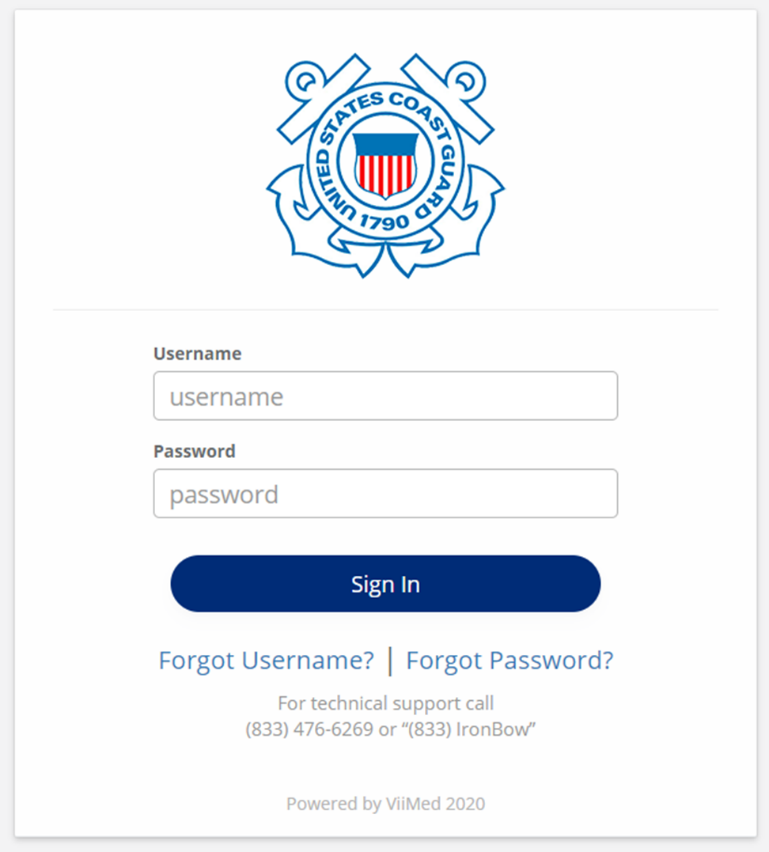 UNITED STATES COAST GUARD
1790
Username
username
Password
password
Sign In
Forgot Username? | Forgot Password?
For technical support call
(833) 476-6269 or “(833) IronBow”
Powered by ViiMed 2020